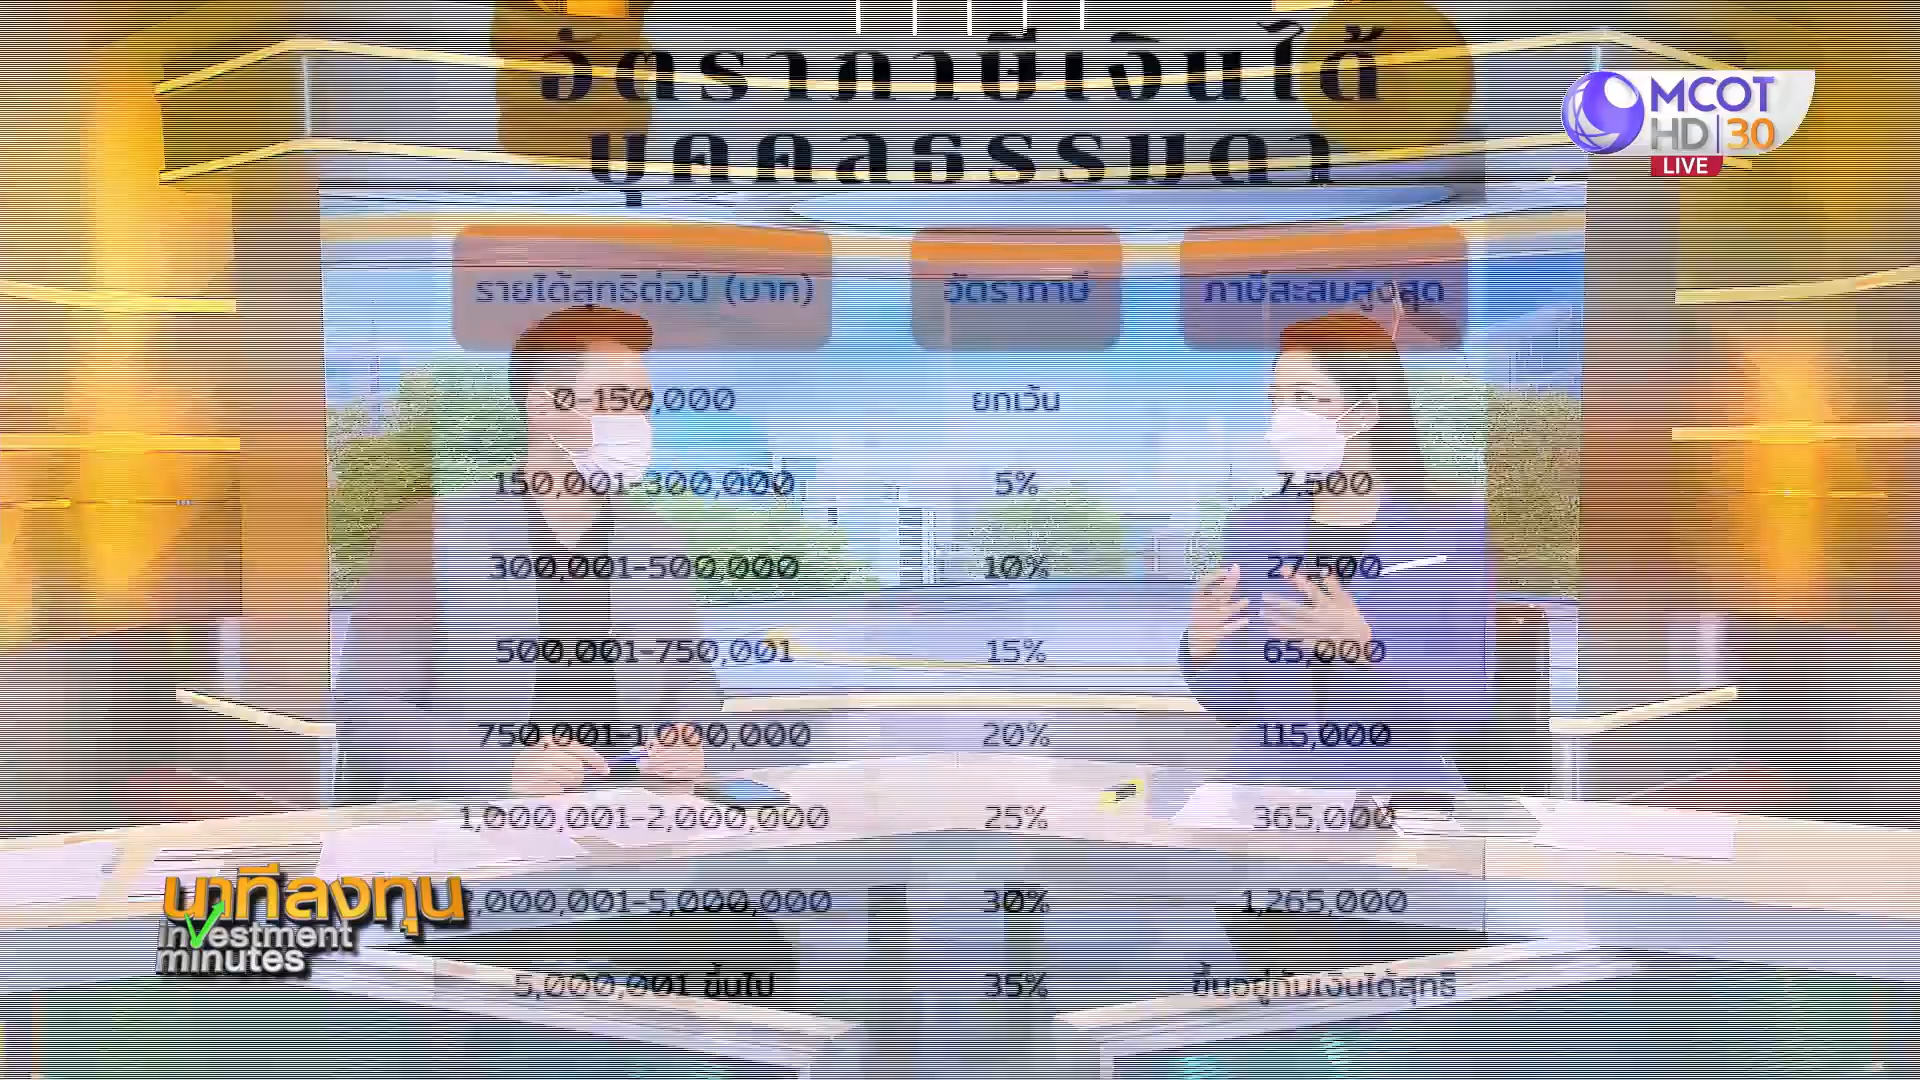 อัตราภาษีเงินได้
บุคคลธรรมดา
MCOT
HD 30
LIVE
รายได้สุทธิต่อปี (บาท) อัตราภาษี ภาษีสะสมสูงสุด
0-150,000 ยกเว้น
150,001-300,000 5% 7,500
300,001-500,000 10% 27,500
500,001-750,001 15% 65,000
750,001-1,000,000 20% 115,000
1,000,001-2,000,000 25% 365,000
,000,001-5,000,000 30% 1,265,000
5,000,001 ขึ้นไป 35% ขึ้นอยู่กับเงินได้สุทธิ
นาทีลงทุน
investment
minutes